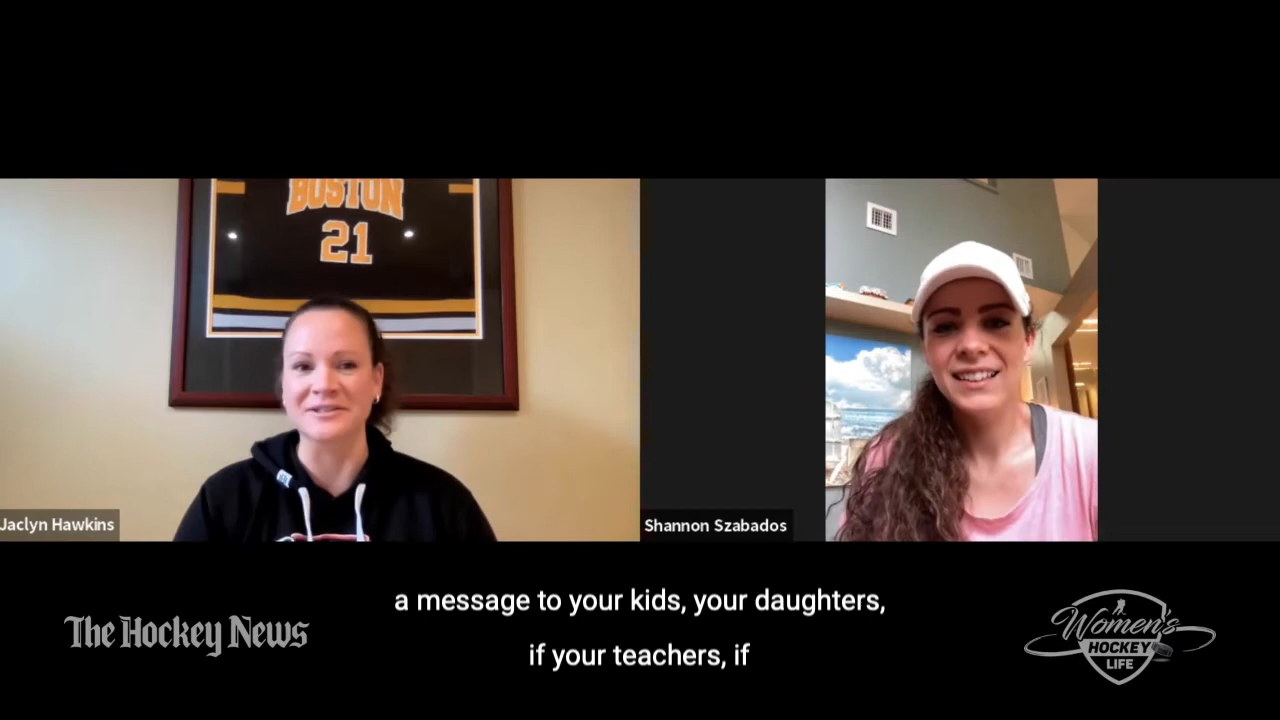 BOSTON
21
Jaclyn Hawkins
Shannon Szabados
a message to your kids, your daughters,
if your teachers, if
The Hockey News
Women's
HOCKEY
LIFE